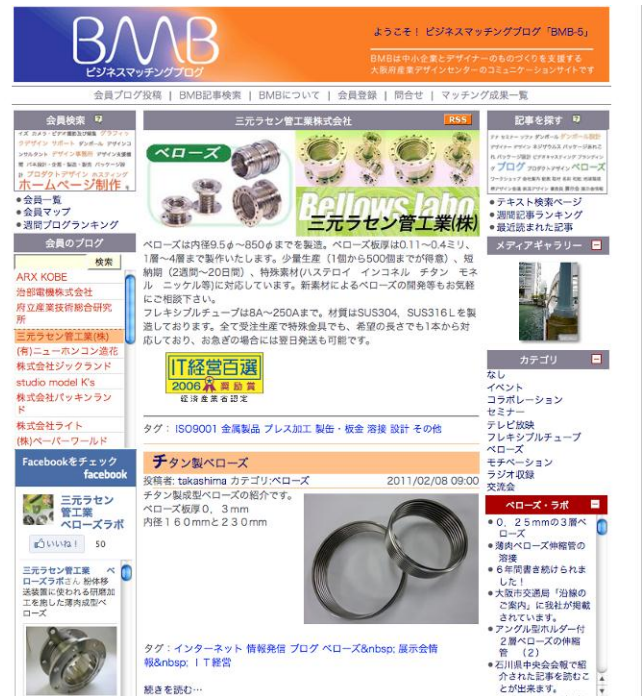 BMB
ビジネスマッチングブログ
ようこそ！ ビジネスマッチングブログ「BMB-5」
BMBは中小企業とデザイナーのものづくりを支援する
大阪府産業デザインセンターのコミュニケーションサイトです
会員ブログ投稿 | BMB記事検索 | BMBについて | 会員登録 | 問合せ | マッチング成果一覧
会員検索
ホームページ制作
●会員一覧
●会員マップ
●週間ブログランキング
会員のブログ
検索
ARX KOBE
治部電機株式会社
府立産業技術総合研究
所
三元ラセン管工業(株)
(有)ニューホンコン造花
株式会社ジックランド
studio model K's
株式会社パッキンラン
ド
株式会社ライト
(株)ペーパーワールド
Facebookをチェック
facebook
三元ラセン
管工業
ベローズラボ
いいね！ 50
三元ラセン管工業 ベ
ローズラボさん 粉体移
送装置に使われる研磨加
工を施した薄肉成型ベ
ローズ
三元ラセン管工業株式会社
RSS
ベローズ
Bellows labo
三元ラセン管工業(株)
ベローズは内径9.5φ〜850φまでを製造。ベローズ板厚は0.11〜0.4ミリ、
1層〜4層まで製作いたします。少量生産（1個から500個までが得意）、短
納期（2週間〜20日間）、特殊素材(ハステロイ インコネル チタン モネ
ル ニッケル等)に対応しています。新素材によるベローズの開発等もお気軽
にご相談下さい。
フレキシブルチューブは8A〜250Aまで。材質はSUS304、SUS316Lを製
造しております。全て受注生産で特殊金具でも、希望の長さでも1本から対
応しており、お急ぎの場合には翌日発送も可能です。
IT経営百選
2006 奨励賞
経済産業省認定
タグ： ISO9001 金属製品 プレス加工 製缶・板金 溶接 設計 その他
チタン製ベローズ
投稿者: takashima カテゴリ:ベローズ 2011/02/08 09:00
チタン製成型ベローズの紹介です。
ベローズ板厚０．３mm
内径１６０mmと２３０mm
タグ：インターネット 情報発信 ブログ ベローズ&nbsp; 展示会情
報&nbsp; ＩＴ経営
続きを読む…
記事を探す
ブログ プロダクトデザイン ベローズ
●テキスト検索ページ
●週間記事ランキング
●最近読まれた記事
メディアギャラリー
カテゴリ
なし
イベント
コラボレーション
セミナー
テレビ放映
フレキシブルチューブ
ベローズ
モチベーション
ラジオ収録
交流会
ベローズ・ラボ
●０．２５mmの３層ベ
ローズ
●薄肉ベローズ伸縮管の
溶接
●６年間書き続けられま
した！
●大阪市交通局「沿線の
ご案内」に我社が掲載
されています。
●アングル型ホルダー付
２層ベローズの伸縮
管 （２）
●石川県中央会会報で紹
介された記事を読むこ
とが出来ます。